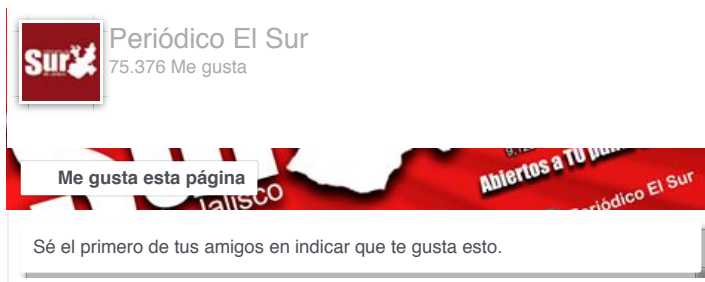 Sur
Periódico El Sur
75.376 Me gusta
Abiertos a TU
Me gusta esta página
Jalisco
Periódico El Sur
Sé el primero de tus amigos en indicar que te gusta esto.